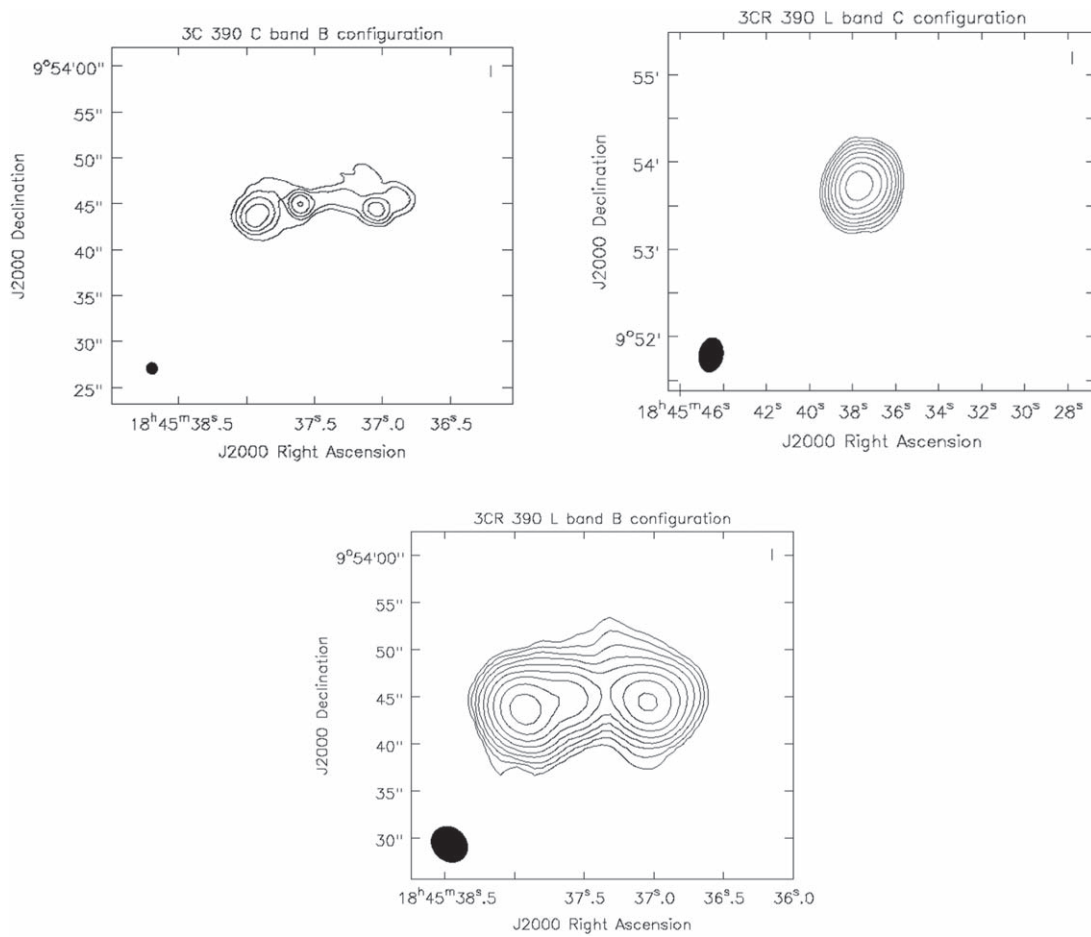 3C 390 C band B configuration
9°54'00"
55"
50"
45"
40"
35"
30"
25"
J2000 Declination
I
18ʰ45ᵐ38ˢ.5 37ˢ.5 37ˢ.0 36ˢ.5
J2000 Right Ascension
3CR 390 L band C configuration
55'
54'
53'
9°52'
J2000 Declination
I
18ʰ45ᵐ46ˢ 42ˢ 40ˢ 38ˢ 36ˢ 34ˢ 32ˢ 30ˢ 28ˢ
J2000 Right Ascension
3CR 390 L band B configuration
9°54'00"
55"
50"
45"
40"
35"
30"
J2000 Declination
I
18ʰ45ᵐ38ˢ.5 37ˢ.5 37ˢ.0 36ˢ.5 36ˢ.0
J2000 Right Ascension